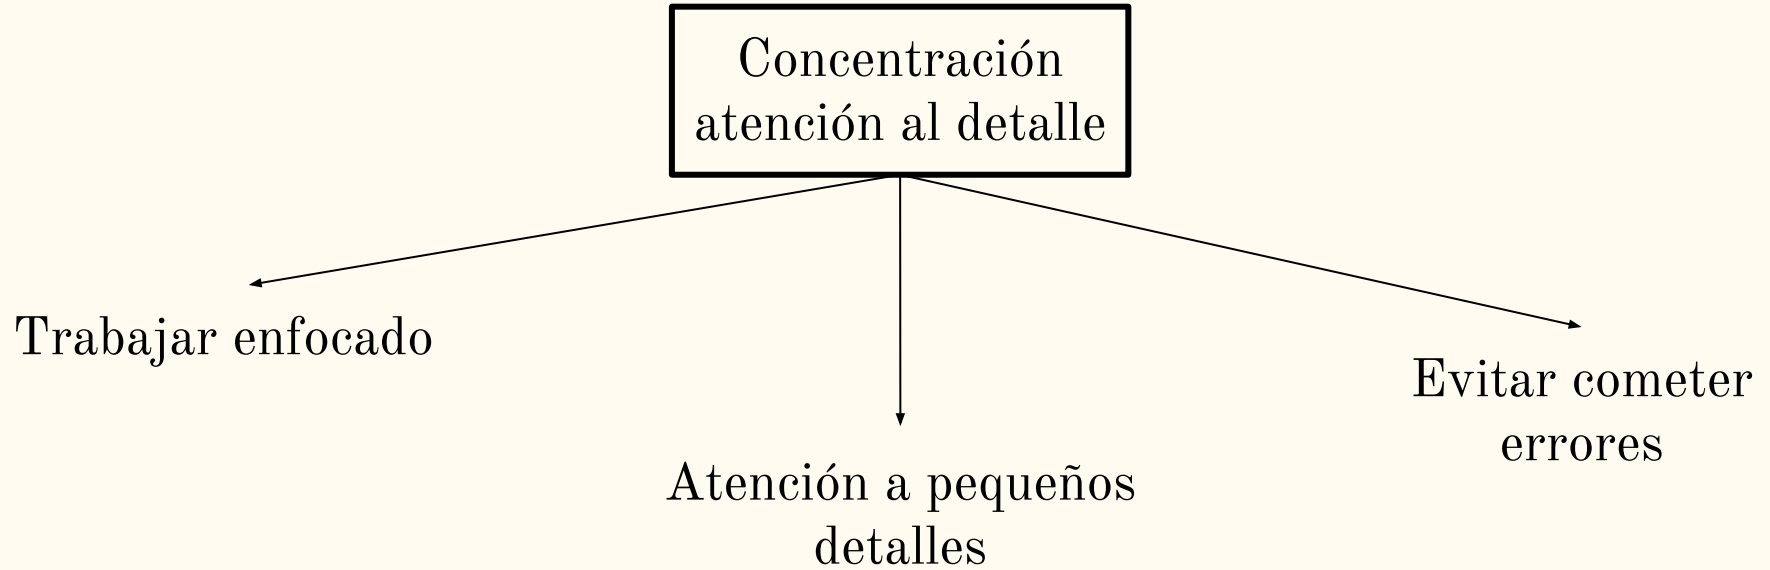 Concentración
atención al detalle
Trabajar enfocado
Atención a pequeños
detalles
Evitar cometer
errores